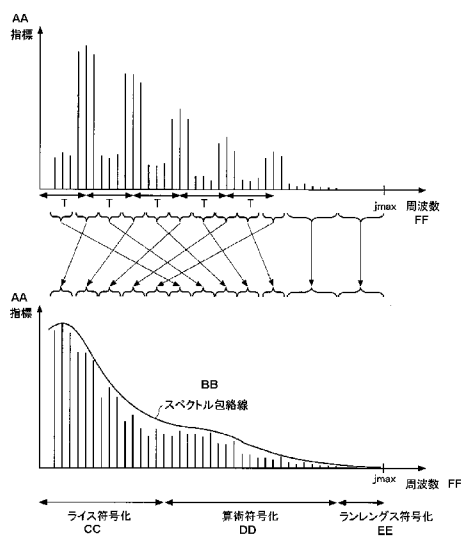 AA
指標
T T T T T
jmax 周波数
FF
AA
指標
BB
スペクトル包絡線
jmax
周波数 FF
ライス符号化 算術符号化 ランレングス符号化
CC DD EE